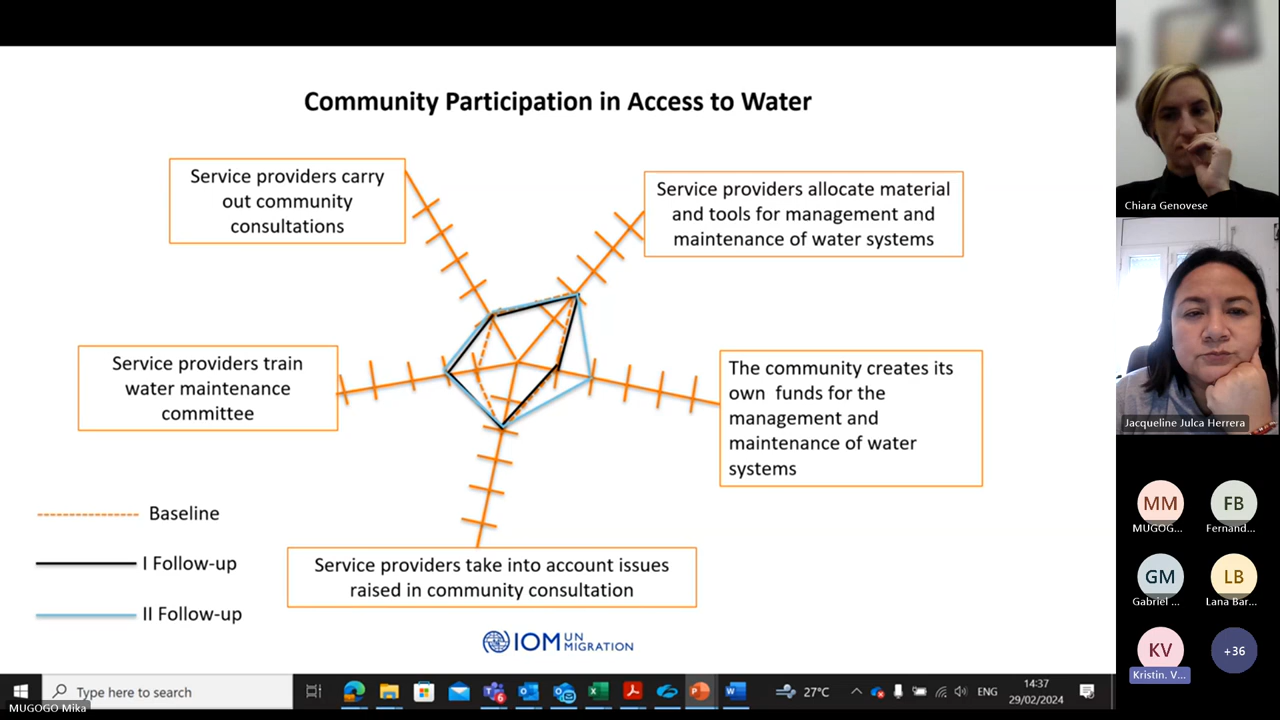 Community Participation in Access to Water
Service providers carry
out community
consultations
Service providers allocate material
and tools for management and
maintenance of water systems
Service providers train
water maintenance
committee
The community creates its
own funds for the
management and
maintenance of water
systems
Service providers take into account issues
raised in community consultation
Baseline
I Follow-up
II Follow-up
IOM UN
MIGRATION
Type here to search
27°C
ENG
14:37
29/02/2024
MUGOGO Mika
Chiara Genovese
Jacqueline Julca Herrera
MM
MUGOG...
FB
Fernand...
GM
Gabriel ...
LB
Lana Bar...
KV
Kristin. V...
+36